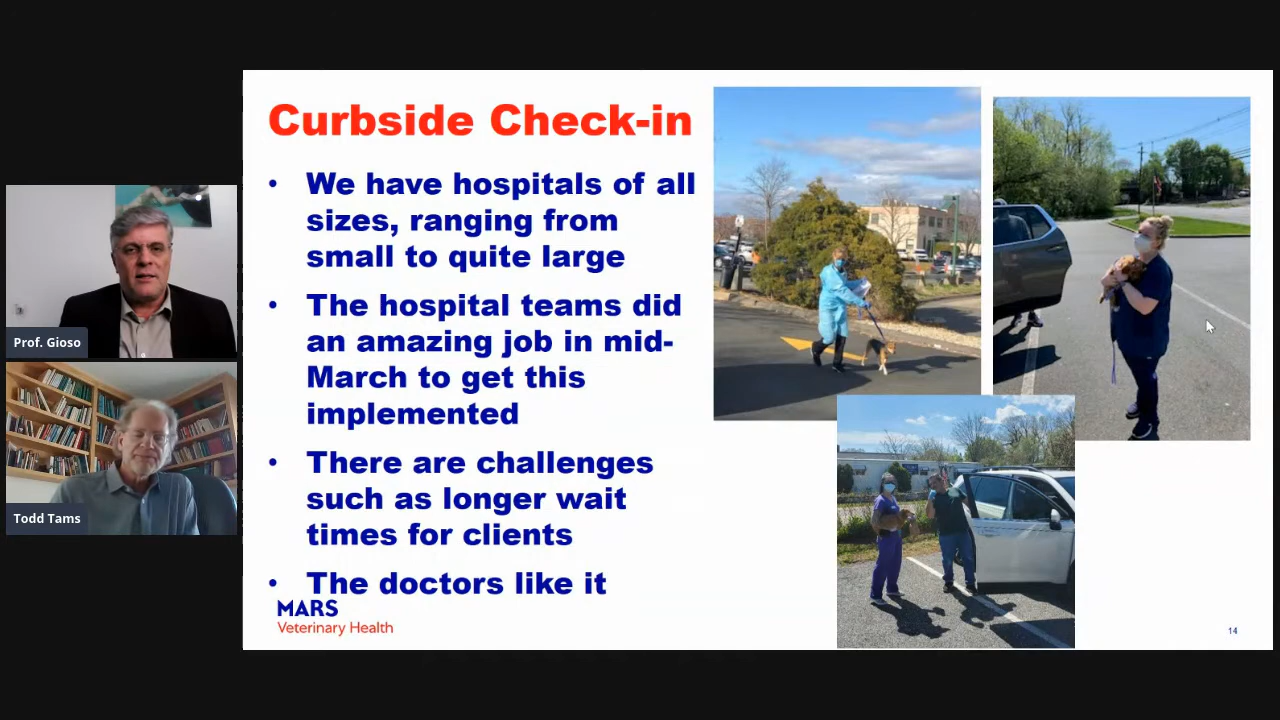 Curbside Check-in
• We have hospitals of all
sizes, ranging from
small to quite large
• The hospital teams did
an amazing job in mid-
March to get this
implemented
• There are challenges
such as longer wait
times for clients
• The doctors like it
MARS
Veterinary Health
14
Prof. Gioso
Todd Tams